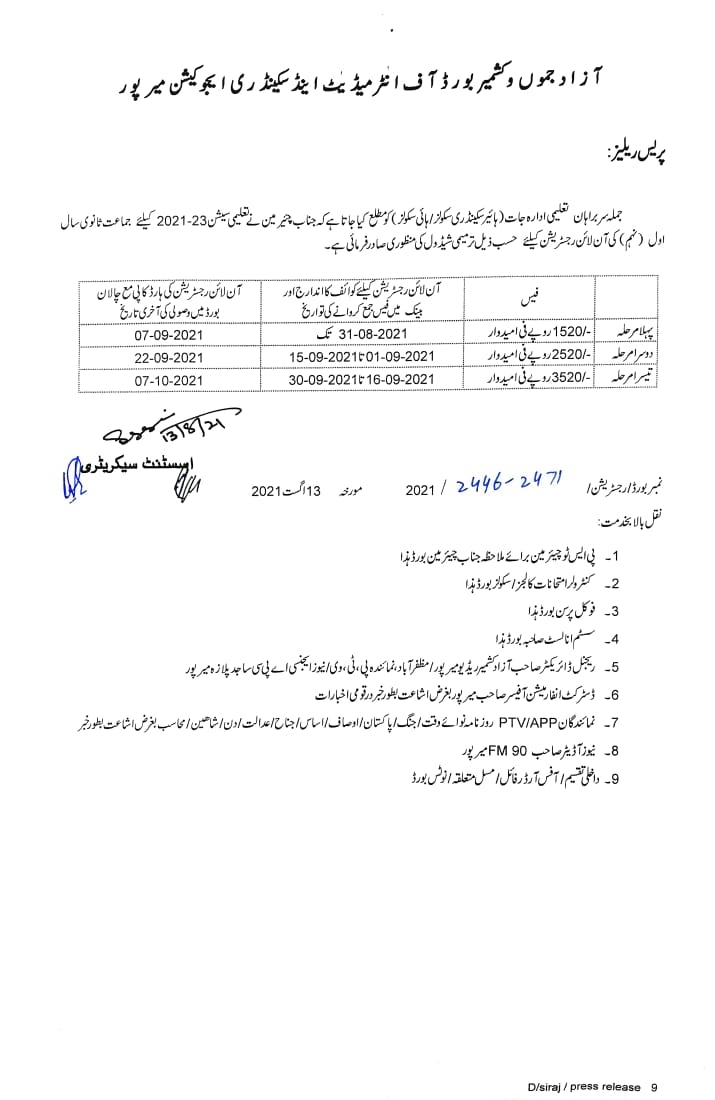 آزاد جموں و کشمیر بورڈ آف انٹرمیڈیٹ اینڈ سکینڈری ایجوکیشن میرپور
پریس ریلیز:
جملہ سربراہان تعلیمی ادارہ جات (ہائیر سکینڈری سکولز/ہائی سکولز) کو مطلع کیا جاتا ہے کہ جناب چیئرمین نے تعلیمی سیشن 2021-23 کیلئے جماعت ثانوی سال
اول (نہم) کی آن لائن رجسٹریشن کیلئے حسب ذیل ترمیمی شیڈول کی منظوری صادر فرمائی ہے۔
فیس
آن لائن رجسٹریشن کیلئے کوائف کا اندارج اور
بینک میں فیس جمع کروانے کی تواریخ
آن لائن رجسٹریشن کی ہارڈ کاپی مع چالان
بورڈ میں وصولی کی آخری تاریخ
پہلا مرحلہ 1520/- روپے فی امیدوار 31-08-2021 تک 07-09-2021
دوسرا مرحلہ 2520/- روپے فی امیدوار 01-09-2021 تا 15-09-2021 22-09-2021
تیسرا مرحلہ 3520/- روپے فی امیدوار 16-09-2021 تا 30-09-2021 07-10-2021
13/8/21
اسسٹنٹ سیکریٹری
نمبر بورڈ/رجسٹریشن/ 2446-2471 / 2021 مورخہ 13 اگست 2021
نقل بالا بخدمت:
1۔ پی ایس ٹو چیئرمین برائے ملاحظہ جناب چیئرمین بورڈ ہذا
2۔ کنٹرولر امتحانات کالجز/سکولز بورڈ ہذا
3۔ فوکل پرسن بورڈ ہذا
4۔ سسٹم انالسٹ صاحبہ بورڈ ہذا
5۔ ریجنل ڈائریکٹر صاحب آزاد کشمیر ریڈیو میرپور/مظفرآباد، نمائندہ پی، ٹی، وی/نیوز ایجنسی اے پی سی ساجد پلازہ میرپور
6۔ ڈسٹرکٹ انفارمیشن آفیسر صاحب میرپور بغرض اشاعت بطور خبر در قومی اخبارات
7۔ نمائندگان PTV/APP روزنامہ نوائے وقت/جنگ/پاکستان/اوصاف/اساس/جناح/عدالت/دن/شاھین/محاسب بغرض اشاعت بطور خبر
8۔ نیوز آڈیٹر صاحب FM 90 میرپور
9۔ داخلی تقسیم/آفس آرڈر فائل/مسل متعلقہ/نوٹس بورڈ
D/siraj / press release 9